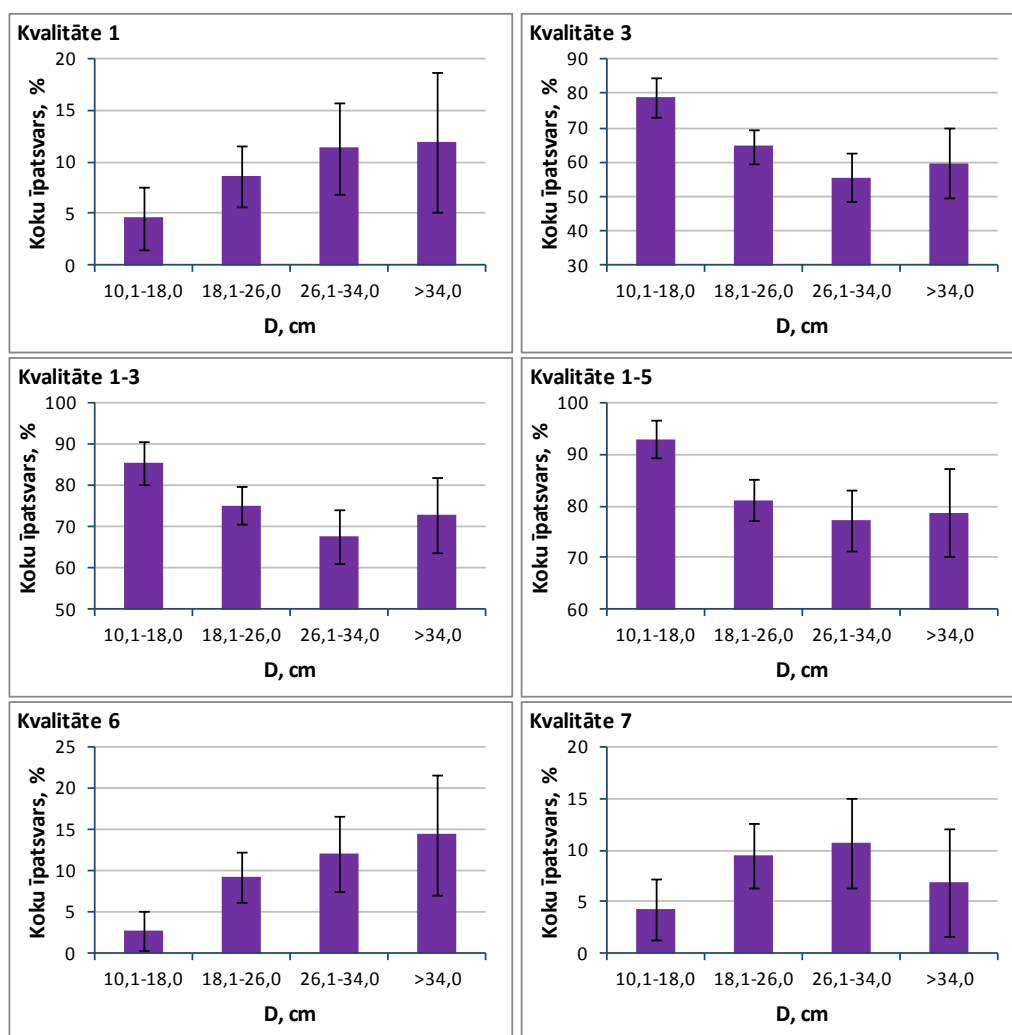 Kvalitāte 1
Koku īpatsvars, %
20
15
10
5
0
10,1-18,0 18,1-26,0 26,1-34,0 >34,0
D, cm
Kvalitāte 3
Koku īpatsvars, %
90
80
70
60
50
40
30
10,1-18,0 18,1-26,0 26,1-34,0 >34,0
D, cm
Kvalitāte 1-3
Koku īpatsvars, %
100
90
80
70
60
50
10,1-18,0 18,1-26,0 26,1-34,0 >34,0
D, cm
Kvalitāte 1-5
Koku īpatsvars, %
100
90
80
70
60
10,1-18,0 18,1-26,0 26,1-34,0 >34,0
D, cm
Kvalitāte 6
Koku īpatsvars, %
25
20
15
10
5
0
10,1-18,0 18,1-26,0 26,1-34,0 >34,0
D, cm
Kvalitāte 7
Koku īpatsvars, %
20
15
10
5
0
10,1-18,0 18,1-26,0 26,1-34,0 >34,0
D, cm